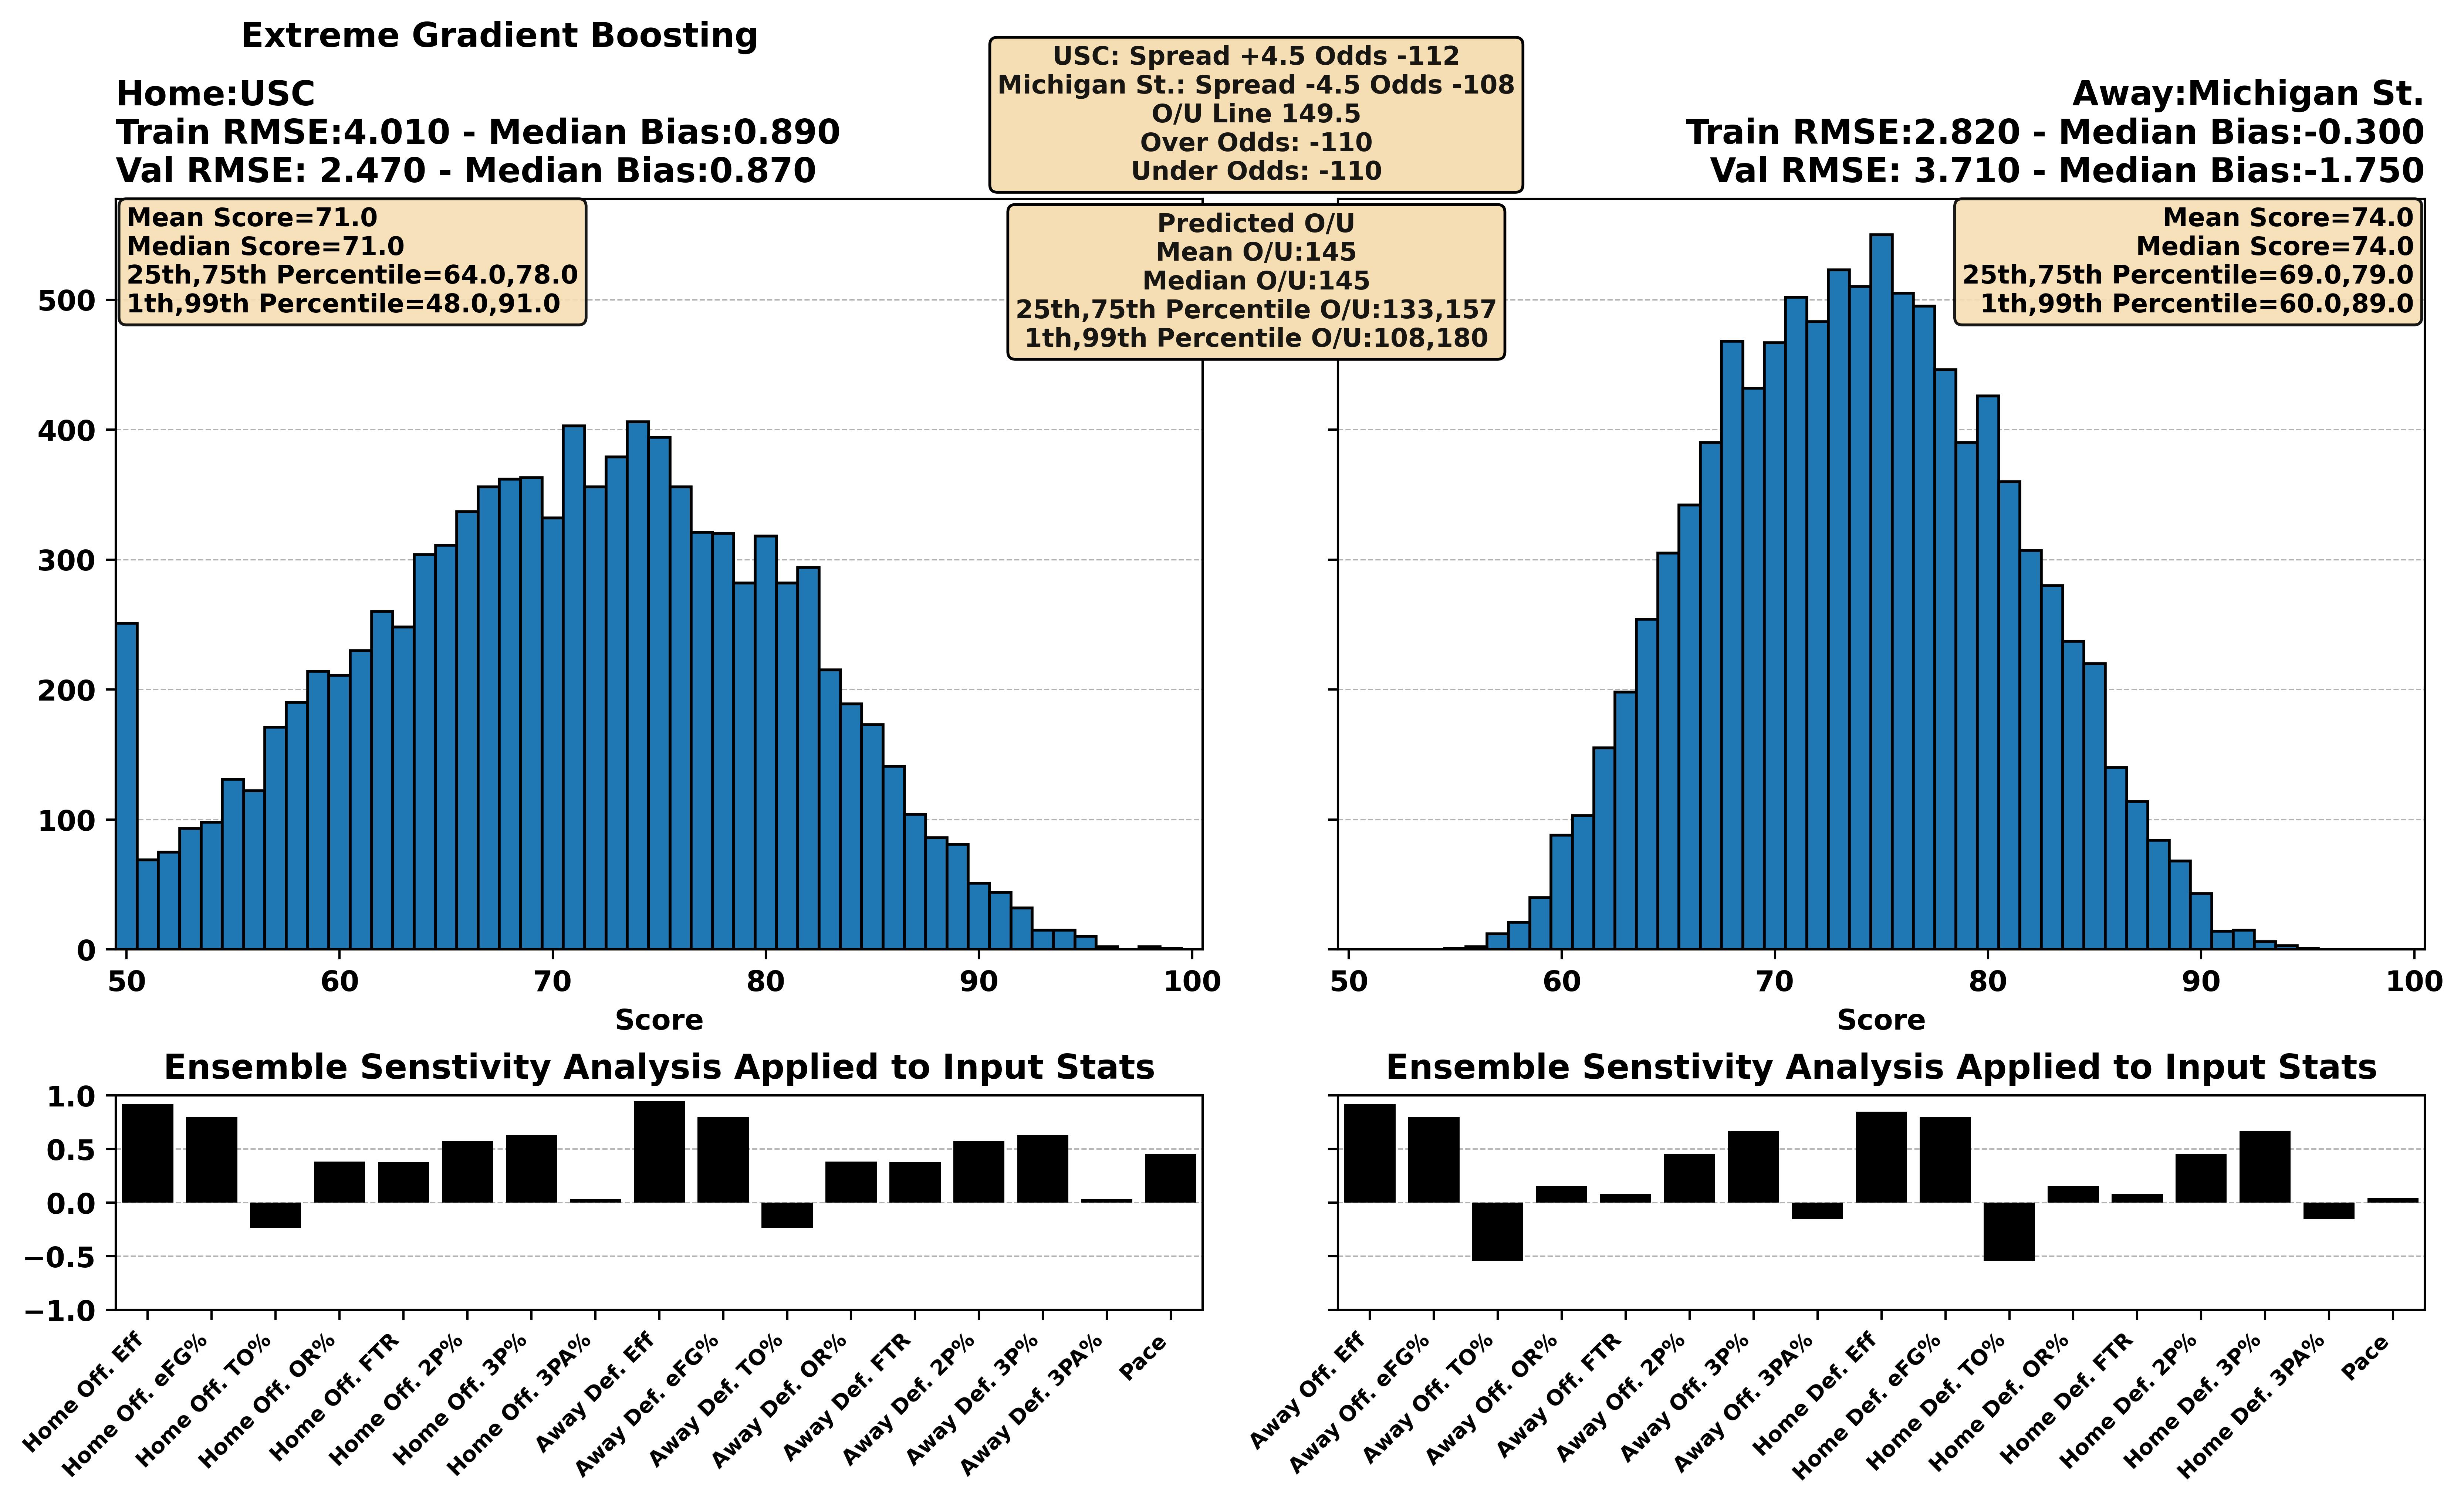 Extreme Gradient Boosting
Home:USC
Train RMSE:4.010 - Median Bias:0.890
Val RMSE: 2.470 - Median Bias:0.870
USC: Spread +4.5 Odds -112
Michigan St.: Spread -4.5 Odds -108
O/U Line 149.5
Over Odds: -110
Under Odds: -110
Away:Michigan St.
Train RMSE:2.820 - Median Bias:-0.300
Val RMSE: 3.710 - Median Bias:-1.750
Mean Score=71.0
Median Score=71.0
25th,75th Percentile=64.0,78.0
1th,99th Percentile=48.0,91.0
Predicted O/U
Mean O/U:145
Median O/U:145
25th,75th Percentile O/U:133,157
1th,99th Percentile O/U:108,180
Mean Score=74.0
Median Score=74.0
25th,75th Percentile=69.0,79.0
1th,99th Percentile=60.0,89.0
500
400
300
200
100
0
50 60 70 80 90 100
Score
50 60 70 80 90 100
Score
Ensemble Senstivity Analysis Applied to Input Stats
1.0
0.5
0.0
−0.5
−1.0
Home Off. Eff
Home Off. eFG%
Home Off. TO%
Home Off. OR%
Home Off. FTR
Home Off. 2P%
Home Off. 3P%
Home Off. 3PA%
Away Def. Eff
Away Def. eFG%
Away Def. TO%
Away Def. OR%
Away Def. FTR
Away Def. 2P%
Away Def. 3P%
Away Def. 3PA%
Pace
Ensemble Senstivity Analysis Applied to Input Stats
Away Off. Eff
Away Off. eFG%
Away Off. TO%
Away Off. OR%
Away Off. FTR
Away Off. 2P%
Away Off. 3P%
Away Off. 3PA%
Home Def. Eff
Home Def. eFG%
Home Def. TO%
Home Def. OR%
Home Def. FTR
Home Def. 2P%
Home Def. 3P%
Home Def. 3PA%
Pace